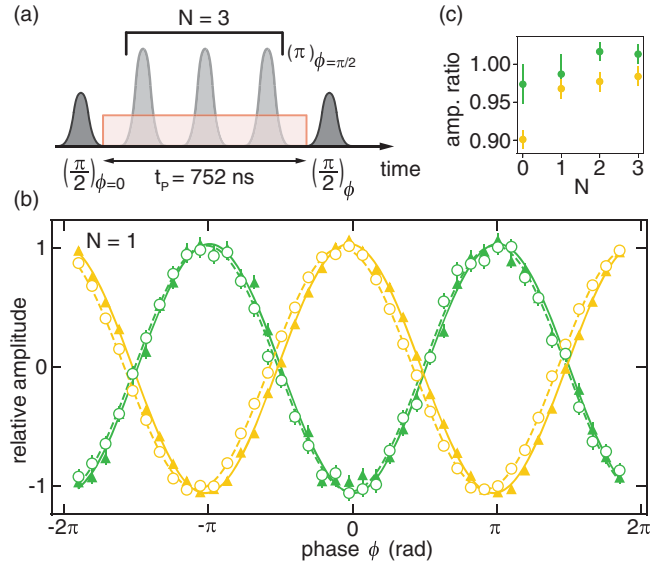 (a)
N = 3
(π)ϕ=π/2
(π/2)ϕ=0
tP = 752 ns
(π/2)ϕ
time
(c)
amp. ratio
1.00
0.95
0.90
0 1 2 3
N
(b)
N = 1
relative amplitude
1
0
-1
-2π -π 0 π 2π
phase ϕ (rad)